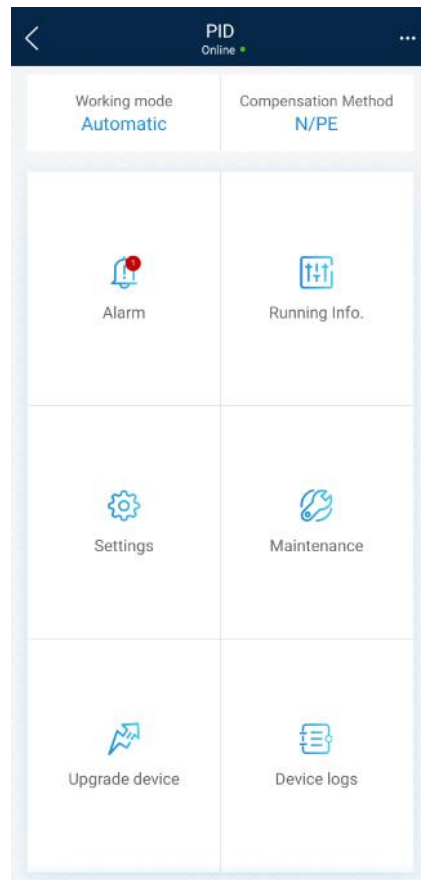 PID
Online
...
Working mode
Compensation Method
Automatic
N/PE
1
Alarm
Running Info.
Settings
Maintenance
Upgrade device
Device logs